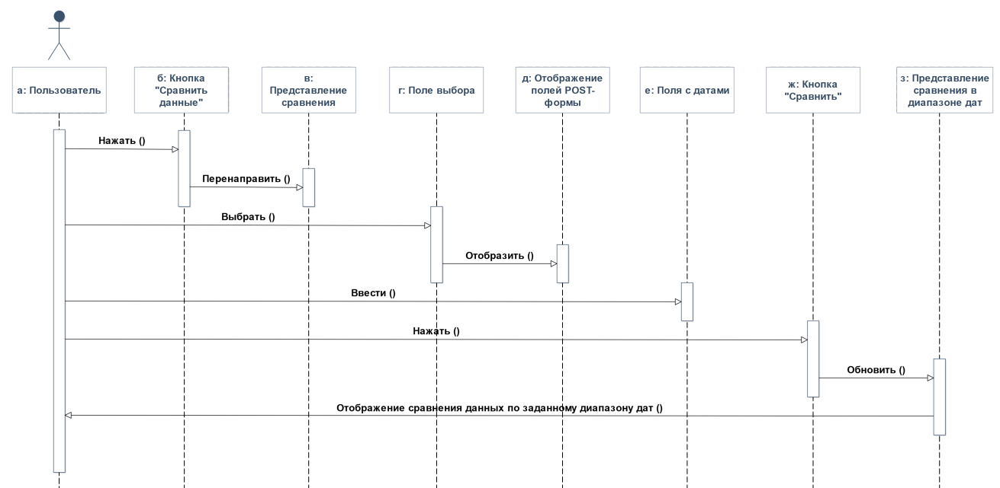 а: Пользователь
б: Кнопка
"Сравнить
данные"
в:
Представление
сравнения
г: Поле выбора
д: Отображение
полей POST-
формы
е: Поля с датами
ж: Кнопка
"Сравнить"
з: Представление
сравнения в
диапазоне дат
Нажать ()
Перенаправить ()
Выбрать ()
Отобразить ()
Ввести ()
Нажать ()
Обновить ()
Отображение сравнения данных по заданному диапазону дат ()